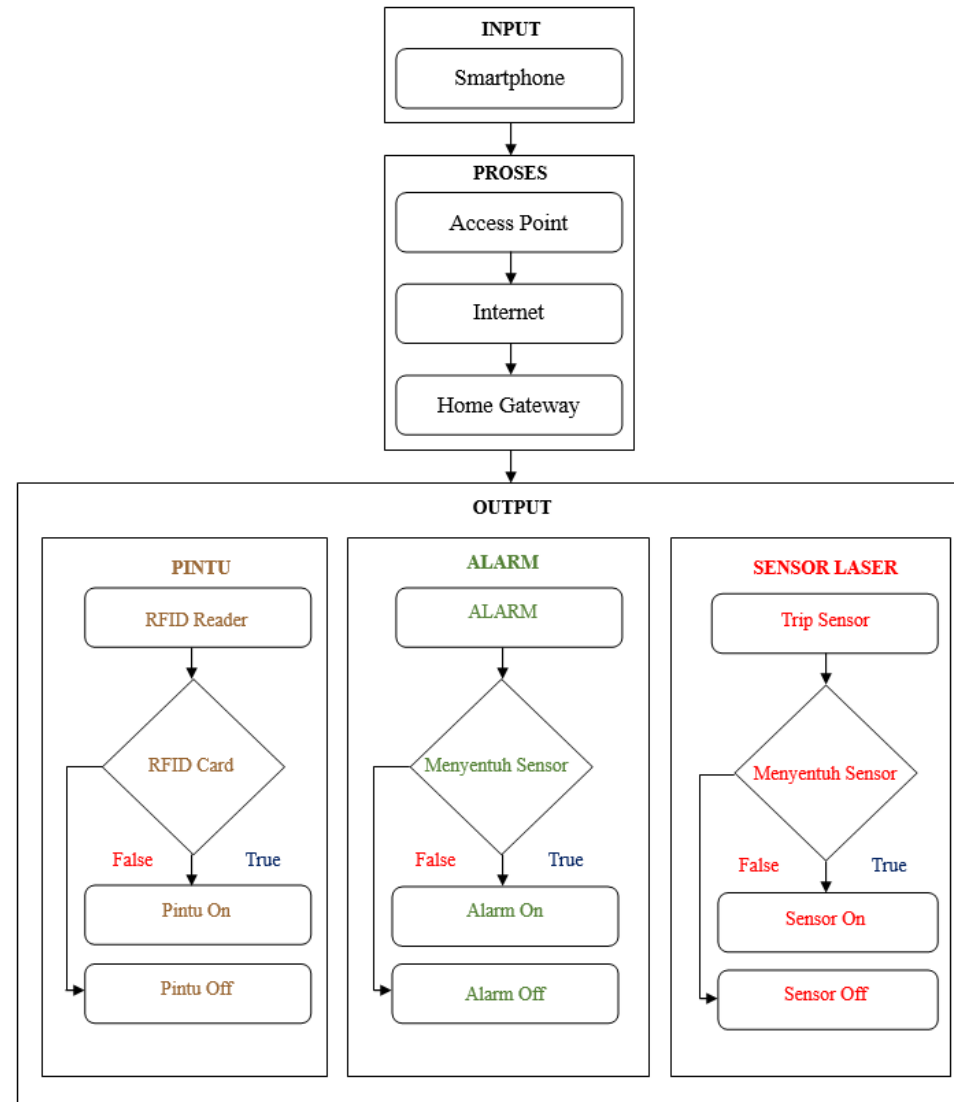 INPUT
Smartphone
PROSES
Access Point
Internet
Home Gateway
OUTPUT
PINTU
RFID Reader
RFID Card
False
True
Pintu On
Pintu Off
ALARM
ALARM
Menyentuh Sensor
False
True
Alarm On
Alarm Off
SENSOR LASER
Trip Sensor
Menyentuh Sensor
False
True
Sensor On
Sensor Off